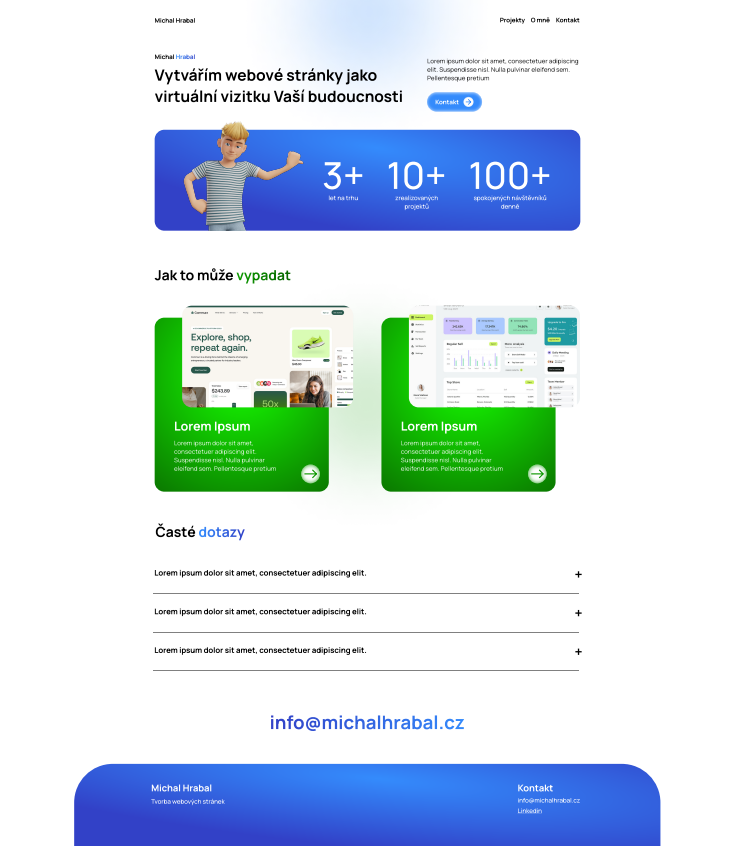 Michal Hrabal
Projekty O mně Kontakt
Michal Hrabal
Vytvářím webové stránky jako
virtuální vizitku Vaší budoucnosti
Lorem ipsum dolor sit amet, consectetuer adipiscing
elit. Suspendisse nisl. Nulla pulvinar eleifend sem.
Pellentesque pretium
Kontakt
3+
let na trhu
10+
zrealizovaných
projektů
100+
spokojených návštěvníků
denně
Jak to může vypadat
Explore, shop,
repeat again.
$243.89
50x
Lorem Ipsum
Lorem ipsum dolor sit amet,
consectetuer adipiscing elit.
Suspendisse nisl. Nulla pulvinar
eleifend sem. Pellentesque pretium
Lorem Ipsum
Lorem ipsum dolor sit amet,
consectetuer adipiscing elit.
Suspendisse nisl. Nulla pulvinar
eleifend sem. Pellentesque pretium
Časté dotazy
Lorem ipsum dolor sit amet, consectetuer adipiscing elit. +
Lorem ipsum dolor sit amet, consectetuer adipiscing elit. +
Lorem ipsum dolor sit amet, consectetuer adipiscing elit. +
info@michalhrabal.cz
Michal Hrabal
Tvorba webových stránek
Kontakt
info@michalhrabal.cz
Linkedin